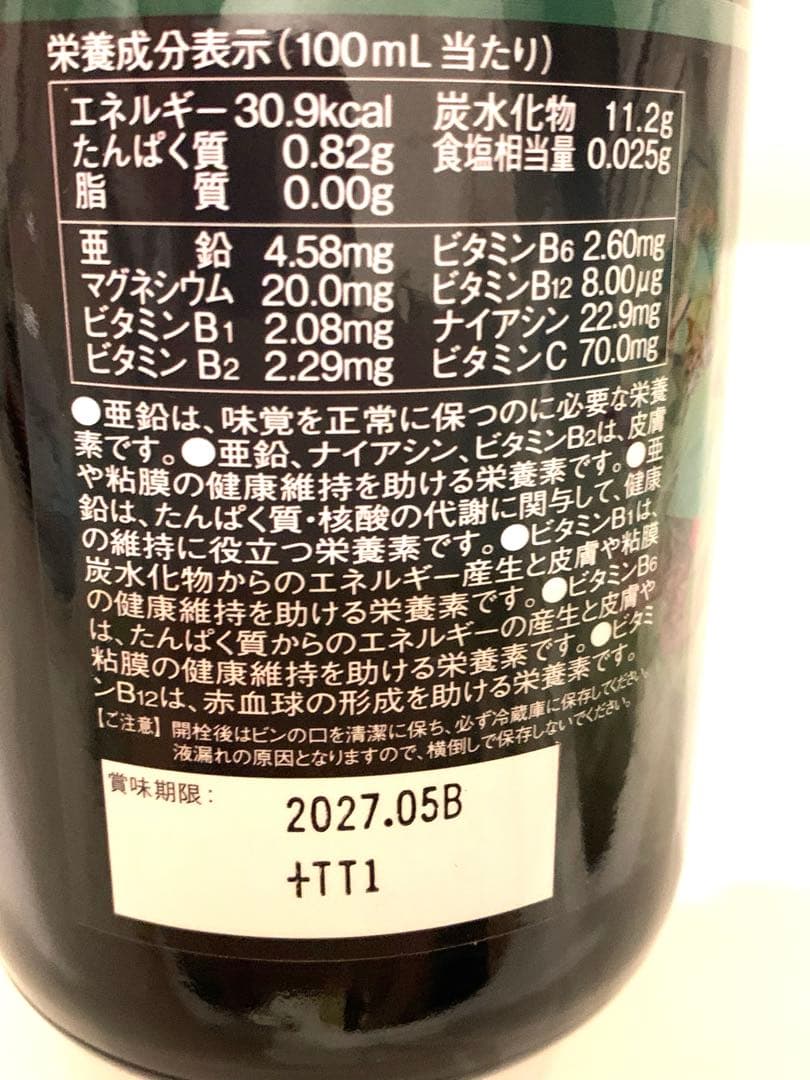 栄養成分表示(100mL 当たり)
エネルギー30.9kcal 炭水化物 11.2g
たんぱく質 0.82g 食塩相当量 0.025g
脂 質 0.00g
亜 鉛 4.58mg ビタミンB6 2.60mg
マグネシウム 20.0mg ビタミンB12 8.00μg
ビタミンB1 2.08mg ナイアシン 22.9mg
ビタミンB2 2.29mg ビタミンC 70.0mg
●亜鉛は、味覚を正常に保つのに必要な栄養
素です。●亜鉛、ナイアシン、ビタミンB2は、皮膚
や粘膜の健康維持を助ける栄養素です。●亜
鉛は、たんぱく質・核酸の代謝に関与して、健康
の維持に役立つ栄養素です。●ビタミンB1は、
炭水化物からのエネルギー産生と皮膚や粘膜
の健康維持を助ける栄養素です。●ビタミンB6
は、たんぱく質からのエネルギーの産生と皮膚や
粘膜の健康維持を助ける栄養素です。●ビタミ
ンB12は、赤血球の形成を助ける栄養素です。
【ご注意】開栓後はビンの口を清潔に保ち、必ず冷蔵庫に保存してください。
液漏れの原因となりますので、横倒しで保存しないでください。
賞味期限:
2027.05B
+TT1